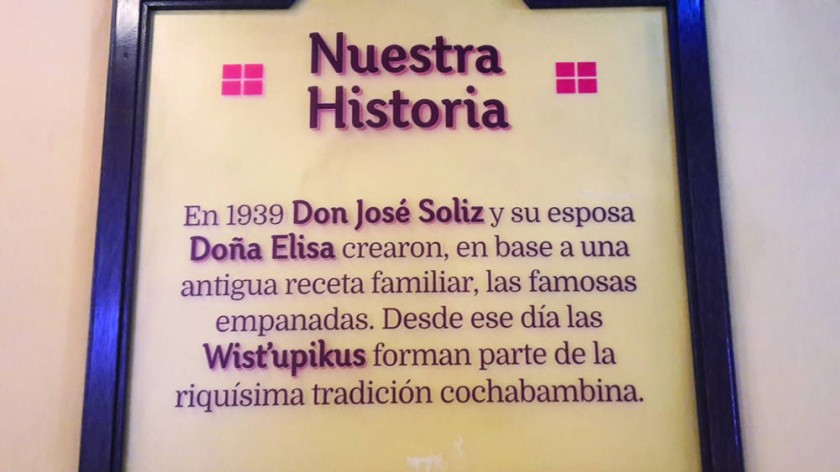 Nuestra
Historia
En 1939 Don José Soliz y su esposa
Doña Elisa crearon, en base a una
antigua receta familiar, las famosas
empanadas. Desde ese día las
Wist'upikus forman parte de la
riquísima tradición cochabambina.